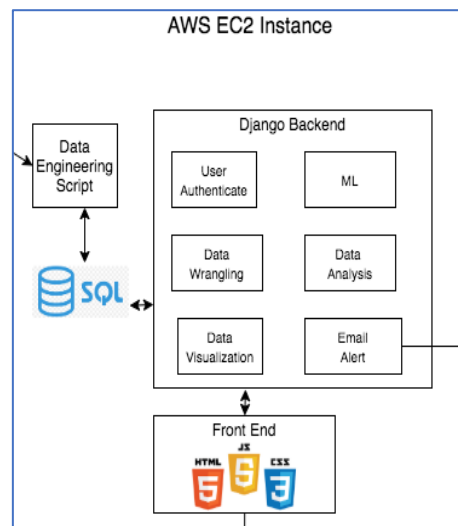 AWS EC2 Instance
Data
Engineering
Script
SQL
Django Backend
User
Authenticate
ML
Data
Wrangling
Data
Analysis
Data
Visualization
Email
Alert
Front End
HTML
5
JS
5
CSS
3